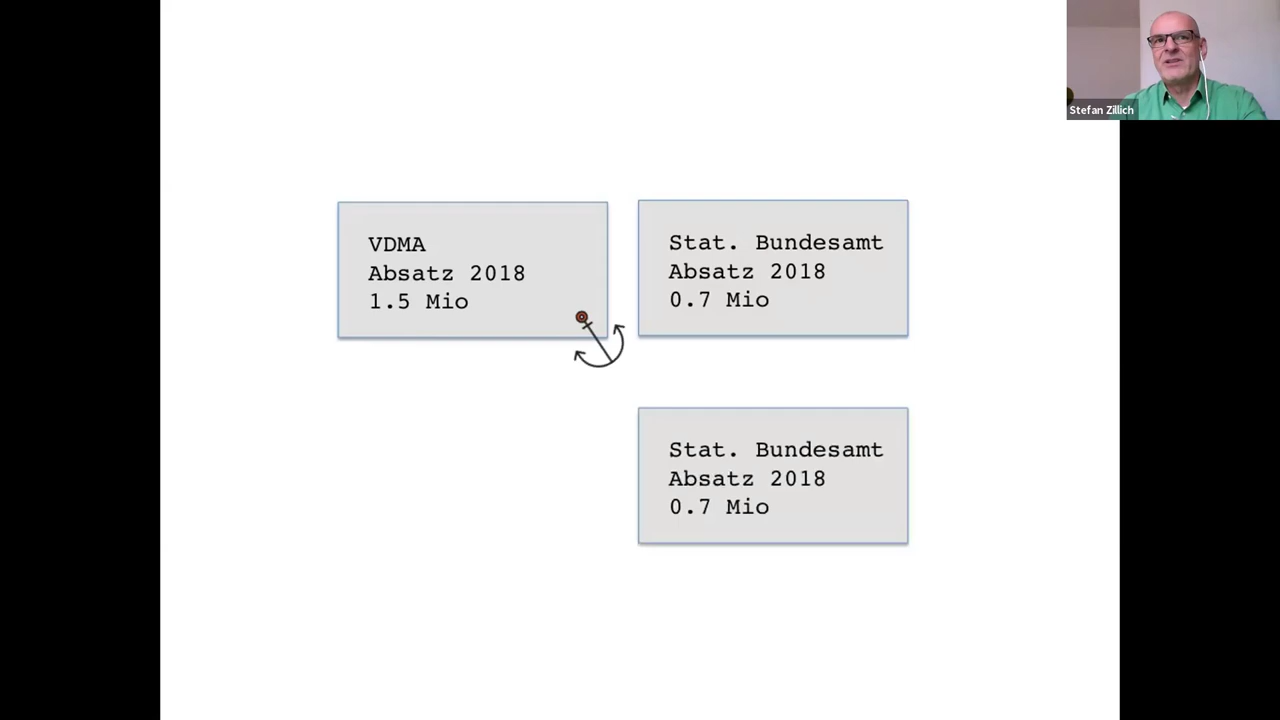 Stefan Zillich
VDMA
Absatz 2018
1.5 Mio
Stat. Bundesamt
Absatz 2018
0.7 Mio
Stat. Bundesamt
Absatz 2018
0.7 Mio